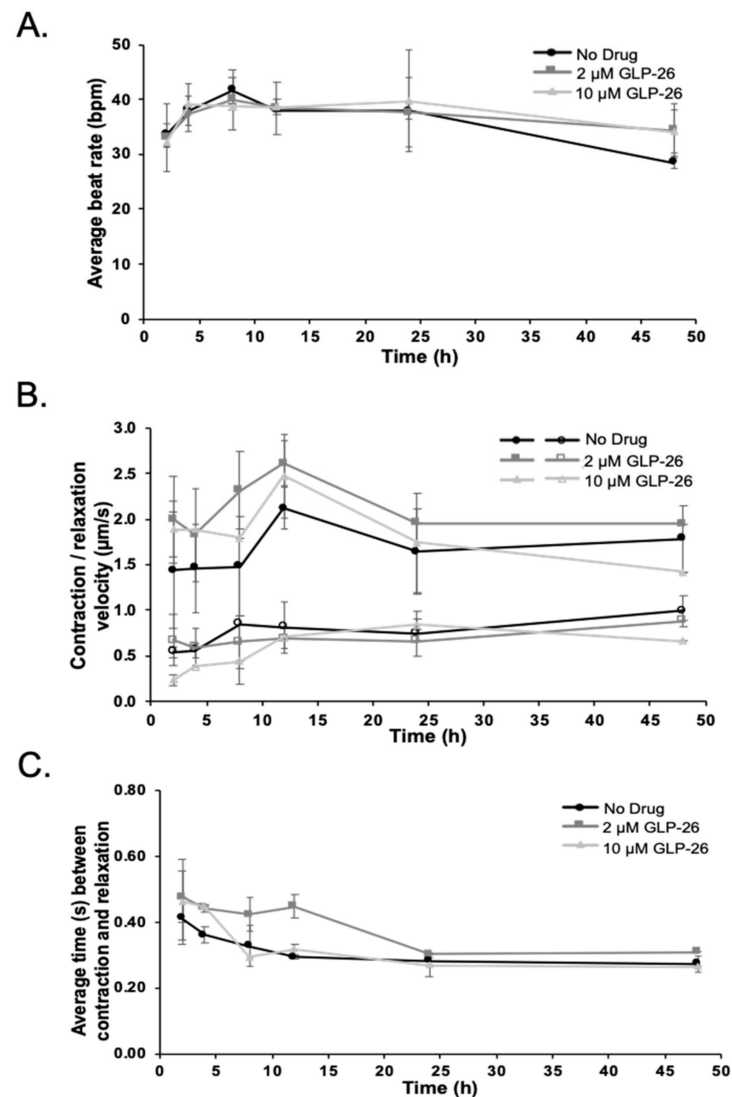 A.
50
40
30
20
10
0
Average beat rate (bpm)
No Drug
2 µM GLP-26
10 µM GLP-26
0 5 10 15 20 25 30 35 40 45 50
Time (h)
B.
3.0
2.5
2.0
1.5
1.0
0.5
0.0
Contraction / relaxation
velocity (µm/s)
No Drug
2 µM GLP-26
10 µM GLP-26
0 5 10 15 20 25 30 35 40 45 50
Time (h)
C.
0.80
0.60
0.40
0.20
0.00
Average time (s) between
contraction and relaxation
No Drug
2 µM GLP-26
10 µM GLP-26
0 5 10 15 20 25 30 35 40 45 50
Time (h)